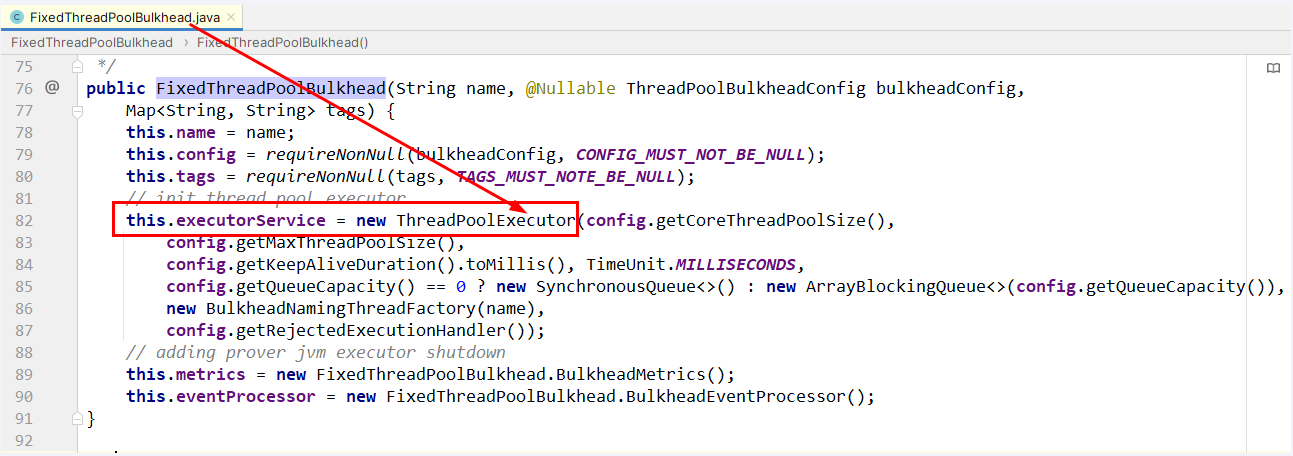 FixedThreadPoolBulkhead.java
FixedThreadPoolBulkhead › FixedThreadPoolBulkhead()
75 */
76 @ public FixedThreadPoolBulkhead(String name, @Nullable ThreadPoolBulkheadConfig bulkheadConfig,
77 Map<String, String> tags) {
78 this.name = name;
79 this.config = requireNonNull(bulkheadConfig, CONFIG_MUST_NOT_BE_NULL);
80 this.tags = requireNonNull(tags, TAGS_MUST_NOTE_BE_NULL);
81 // init thread pool executor
82 this.executorService = new ThreadPoolExecutor(config.getCoreThreadPoolSize(),
83 config.getMaxThreadPoolSize(),
84 config.getKeepAliveDuration().toMillis(), TimeUnit.MILLISECONDS,
85 config.getQueueCapacity() == 0 ? new SynchronousQueue<>() : new ArrayBlockingQueue<>(config.getQueueCapacity()),
86 new BulkheadNamingThreadFactory(name),
87 config.getRejectedExecutionHandler());
88 // adding prover jvm executor shutdown
89 this.metrics = new FixedThreadPoolBulkhead.BulkheadMetrics();
90 this.eventProcessor = new FixedThreadPoolBulkhead.BulkheadEventProcessor();
91 }
92